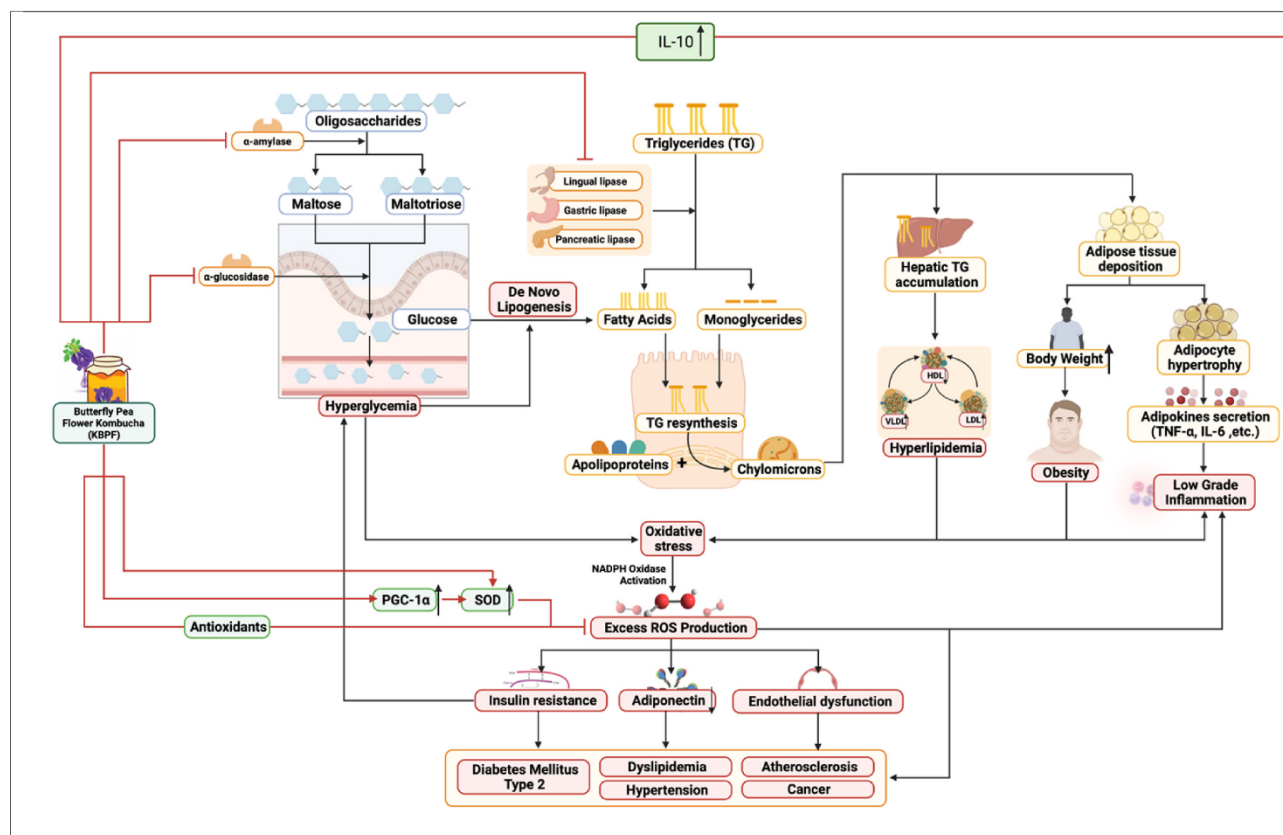 IL-10
Oligosaccharides
α-amylase
Triglycerides (TG)
Maltose
Maltotriose
Lingual lipase
Gastric lipase
Pancreatic lipase
α-glucosidase
Hepatic TG
accumulation
Adipose tissue
deposition
De Novo
Lipogenesis
Glucose
Fatty Acids
Monoglycerides
Body Weight
Adipocyte
hypertrophy
HDL
VLDL
LDL
Butterfly Pea
Flower Kombucha
(KBPF)
Hyperglycemia
TG resynthesis
Adipokines secretion
(TNF-α, IL-6 ,etc.)
Apolipoproteins
+
Chylomicrons
Hyperlipidemia
Obesity
Low Grade
Inflammation
Oxidative
stress
NADPH Oxidase
Activation
PGC-1α
SOD
Antioxidants
Excess ROS Production
Insulin resistance
Adiponectin
Endothelial dysfunction
Diabetes Mellitus
Type 2
Dyslipidemia
Hypertension
Atherosclerosis
Cancer